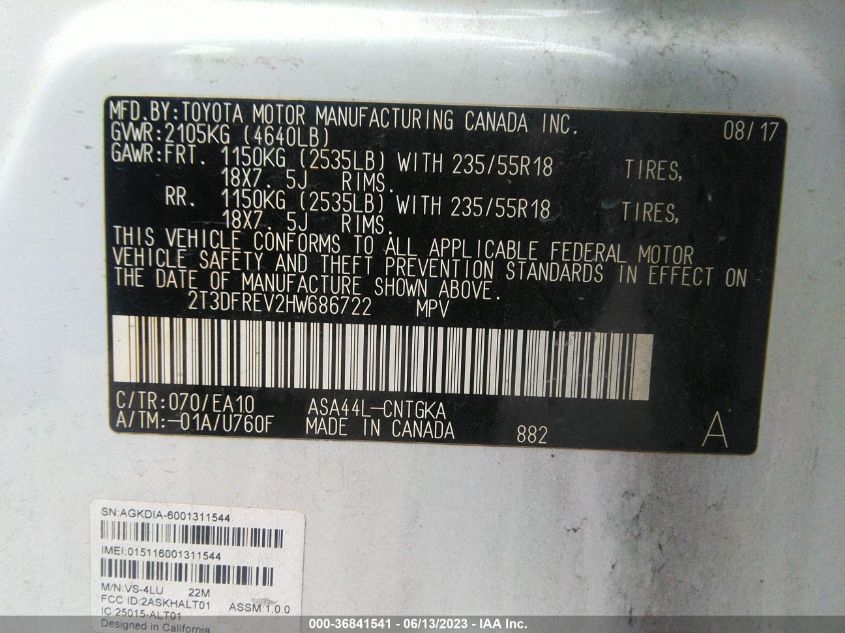 MFD.BY:TOYOTA MOTOR MANUFACTURING CANADA INC. 08/17
GVWR:2105KG (4640LB)
GAWR:FRT. 1150KG (2535LB) WITH 235/55R18 TIRES,
18X7. 5J RIMS.
RR. 1150KG (2535LB) WITH 235/55R18 TIRES,
18X7. 5J RIMS.
THIS VEHICLE CONFORMS TO ALL APPLICABLE FEDERAL MOTOR
VEHICLE SAFETY AND THEFT PREVENTION STANDARDS IN EFFECT ON
THE DATE OF MANUFACTURE SHOWN ABOVE.
2T3DFREV2HW686722 MPV
C/TR:070/EA10 ASA44L-CNTGKA
A/TM:-01A/U760F MADE IN CANADA 882 A
SN:AGKDIA-6001311544
IMEI:015116001311544
M/N:VS-4LU 22M
FCC ID:2ASKHALT01 ASSM.1.0.0
IC:25015-ALT01
Designed in California
000-36841541 - 06/13/2023 - IAA Inc.